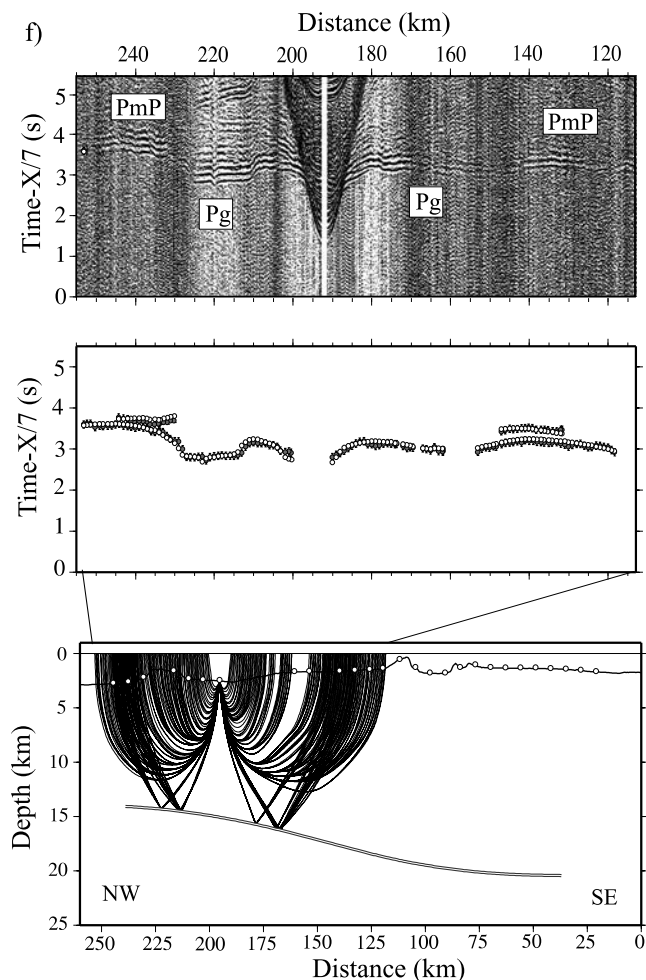 f)
Distance (km)
240 220 200 180 160 140 120
5
4
3
2
1
0
Time-X/7 (s)
PmP
PmP
Pg
Pg
5
4
3
2
1
0
Time-X/7 (s)
0
5
10
15
20
25
Depth (km)
NW SE
250 225 200 175 150 125 100 75 50 25 0
Distance (km)